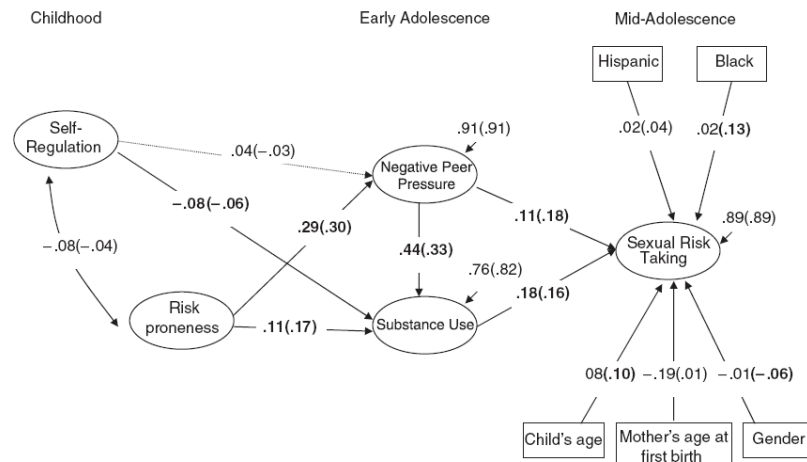 Childhood
Early Adolescence
Mid-Adolescence
Hispanic
Black
Self-
Regulation
.04(−.03)
.91(.91)
.02(.04)
.02(.13)
Negative Peer
Pressure
−.08(−.06)
.29(.30)
.11(.18)
.89(.89)
−.08(−.04)
.44(.33)
Sexual Risk
Taking
.76(.82)
Risk
proneness
.11(.17)
Substance Use
.18(.16)
08(.10)
−.19(.01)
−.01(−.06)
Child's age
Mother's age at
first birth
Gender